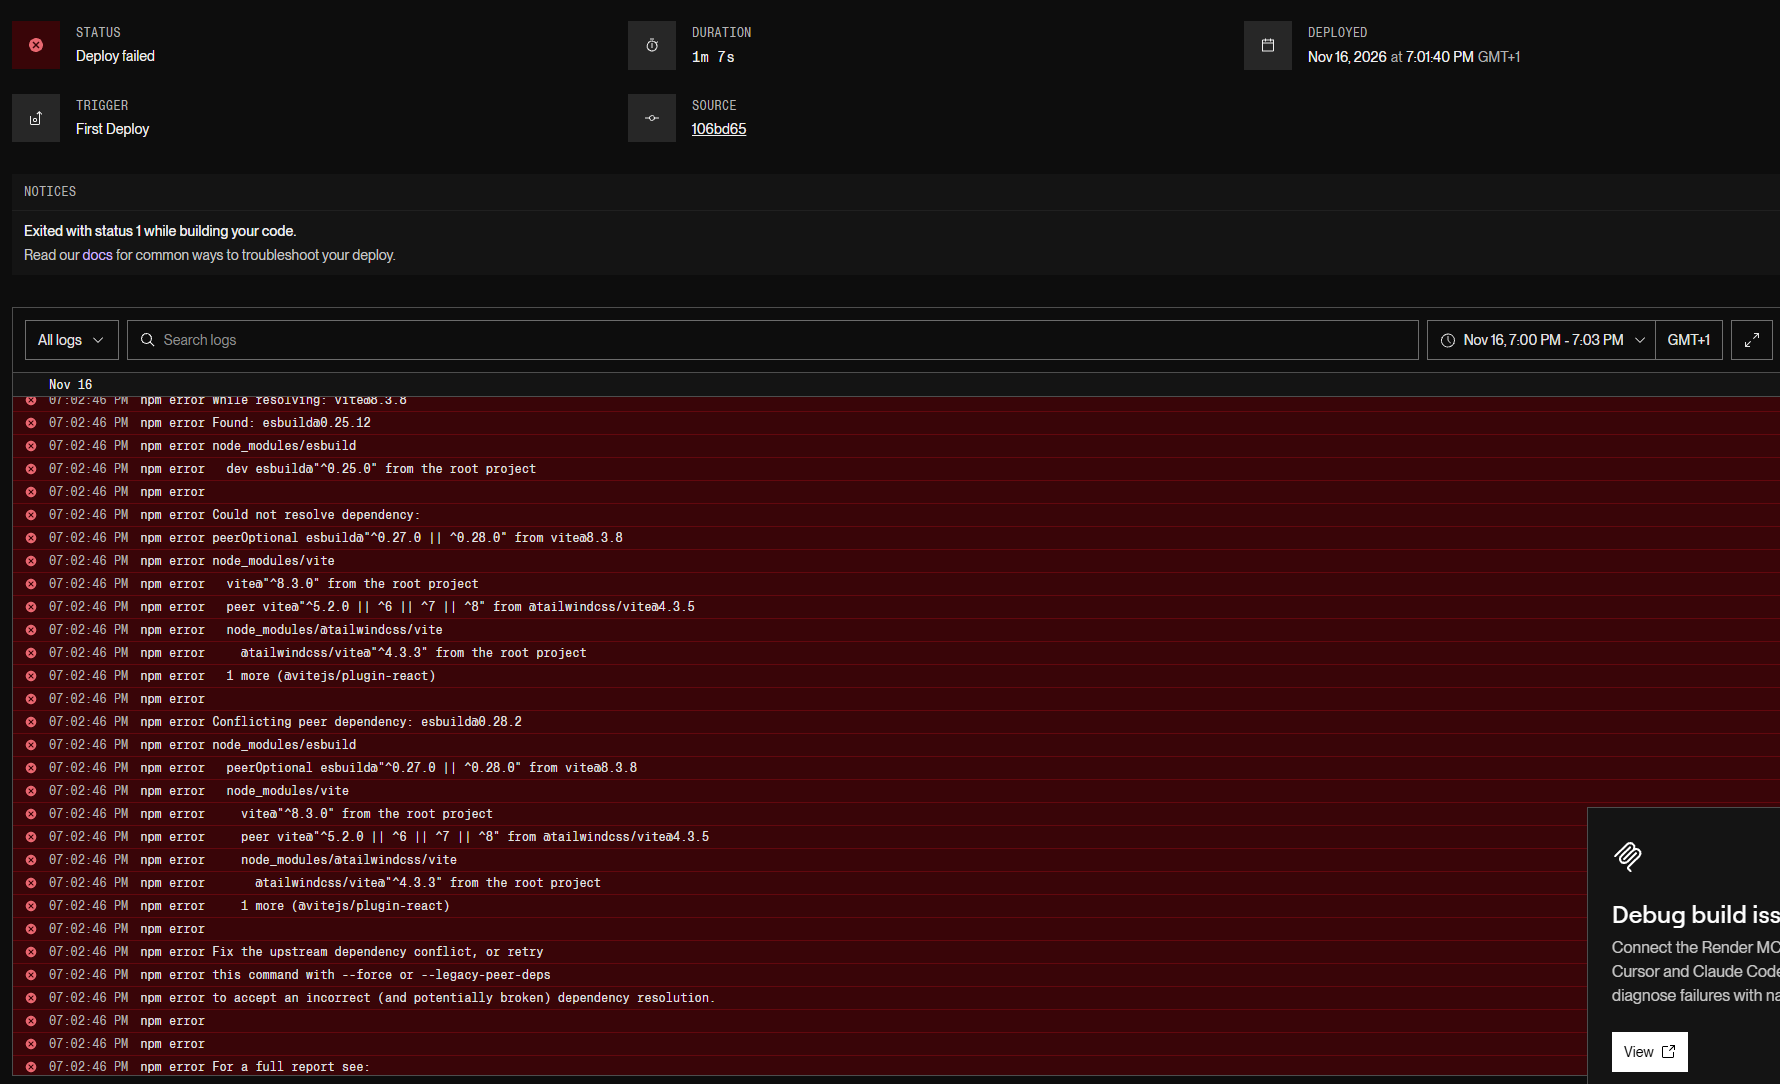 STATUS
Deploy failed
DURATION
1m 7s
DEPLOYED
Nov 16, 2026 at 7:01:40 PM GMT+1
TRIGGER
First Deploy
SOURCE
106bd65
NOTICES
Exited with status 1 while building your code.
Read our docs for common ways to troubleshoot your deploy.
All logs
Search logs
Nov 16, 7:00 PM - 7:03 PM
GMT+1
Nov 16
07:02:46 PM npm error While resolving: vite@8.3.8
07:02:46 PM npm error Found: esbuild@0.25.12
07:02:46 PM npm error node_modules/esbuild
07:02:46 PM npm error   dev esbuild@"^0.25.0" from the root project
07:02:46 PM npm error
07:02:46 PM npm error Could not resolve dependency:
07:02:46 PM npm error peerOptional esbuild@"^0.27.0 || ^0.28.0" from vite@8.3.8
07:02:46 PM npm error node_modules/vite
07:02:46 PM npm error   vite@"^8.3.0" from the root project
07:02:46 PM npm error   peer vite@"^5.2.0 || ^6 || ^7 || ^8" from @tailwindcss/vite@4.3.5
07:02:46 PM npm error   node_modules/@tailwindcss/vite
07:02:46 PM npm error     @tailwindcss/vite@"^4.3.3" from the root project
07:02:46 PM npm error   1 more (@vitejs/plugin-react)
07:02:46 PM npm error
07:02:46 PM npm error Conflicting peer dependency: esbuild@0.28.2
07:02:46 PM npm error node_modules/esbuild
07:02:46 PM npm error   peerOptional esbuild@"^0.27.0 || ^0.28.0" from vite@8.3.8
07:02:46 PM npm error   node_modules/vite
07:02:46 PM npm error     vite@"^8.3.0" from the root project
07:02:46 PM npm error     peer vite@"^5.2.0 || ^6 || ^7 || ^8" from @tailwindcss/vite@4.3.5
07:02:46 PM npm error     node_modules/@tailwindcss/vite
07:02:46 PM npm error       @tailwindcss/vite@"^4.3.3" from the root project
07:02:46 PM npm error     1 more (@vitejs/plugin-react)
07:02:46 PM npm error
07:02:46 PM npm error Fix the upstream dependency conflict, or retry
07:02:46 PM npm error this command with --force or --legacy-peer-deps
07:02:46 PM npm error to accept an incorrect (and potentially broken) dependency resolution.
07:02:46 PM npm error
07:02:46 PM npm error
07:02:46 PM npm error For a full report see:
Debug build iss
Connect the Render MC
Cursor and Claude Code
diagnose failures with na
View